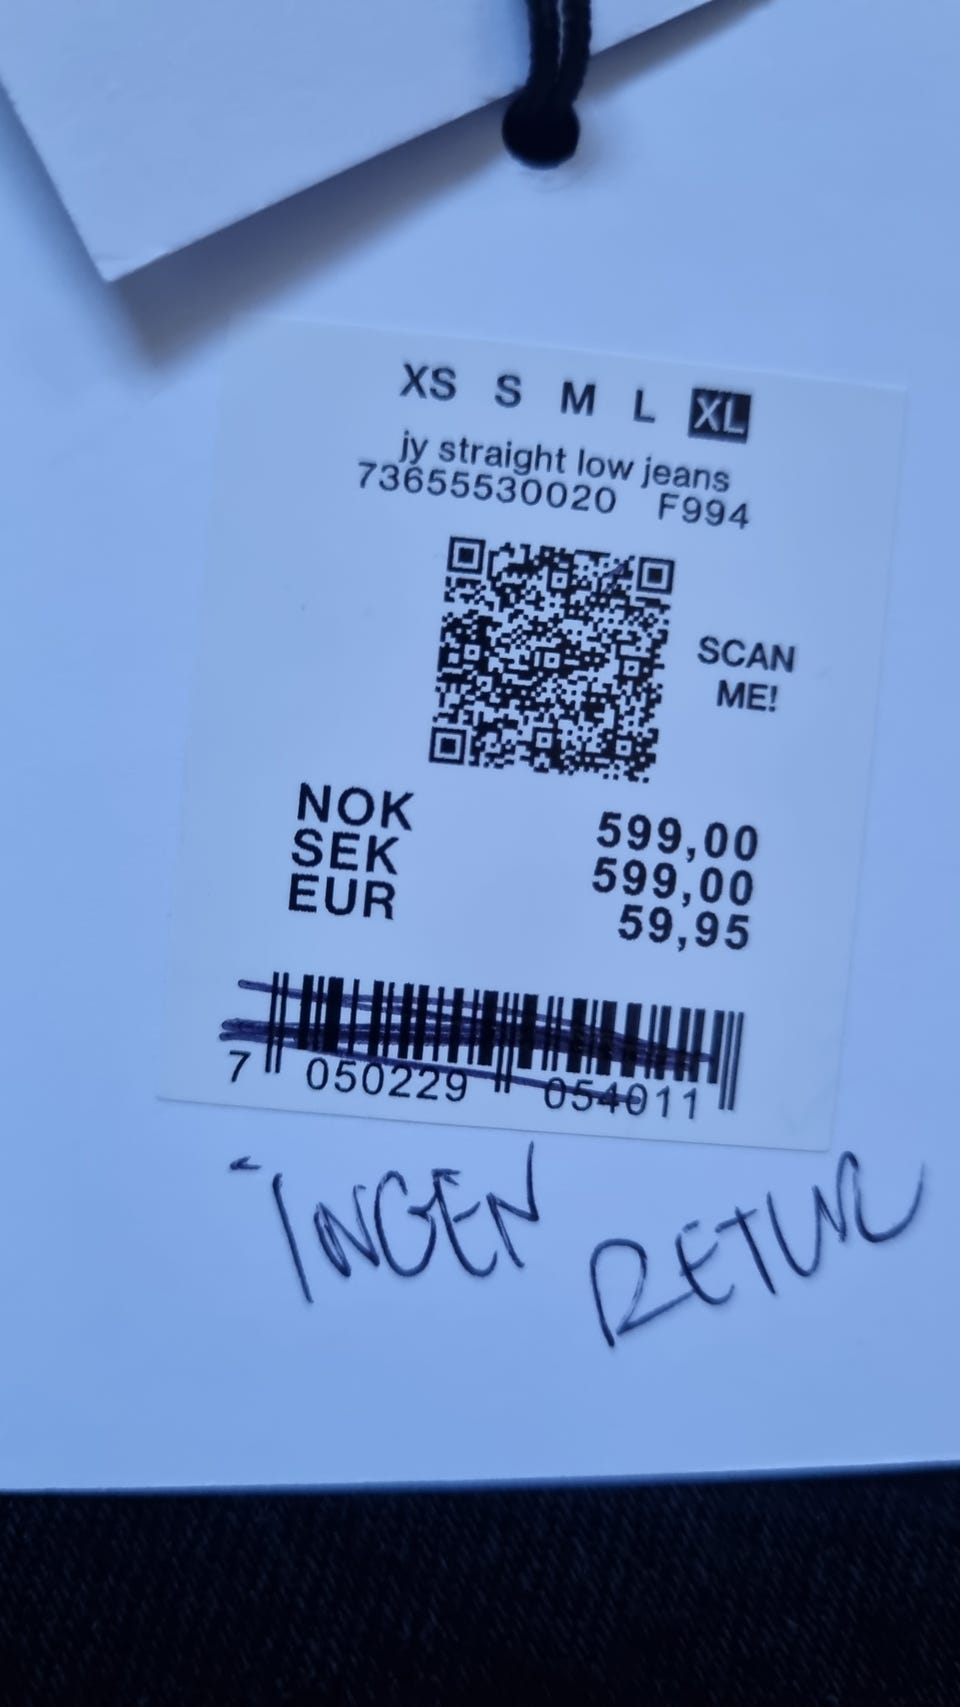 XS S M L XL
jy straight low jeans
73655530020 F994
SCAN
ME!
NOK 599,00
SEK 599,00
EUR 59,95
7 050229 054011
INGEN RETUR